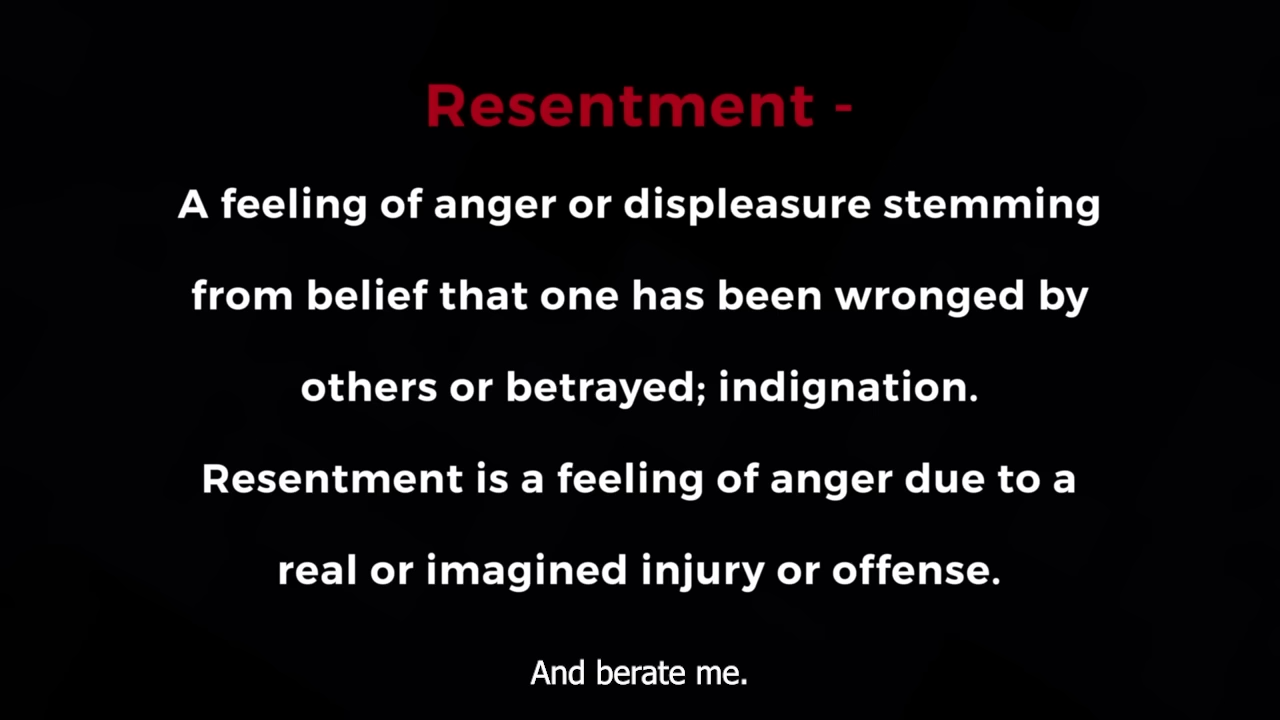 Resentment -
A feeling of anger or displeasure stemming
from belief that one has been wronged by
others or betrayed; indignation.
Resentment is a feeling of anger due to a
real or imagined injury or offense.
And berate me.